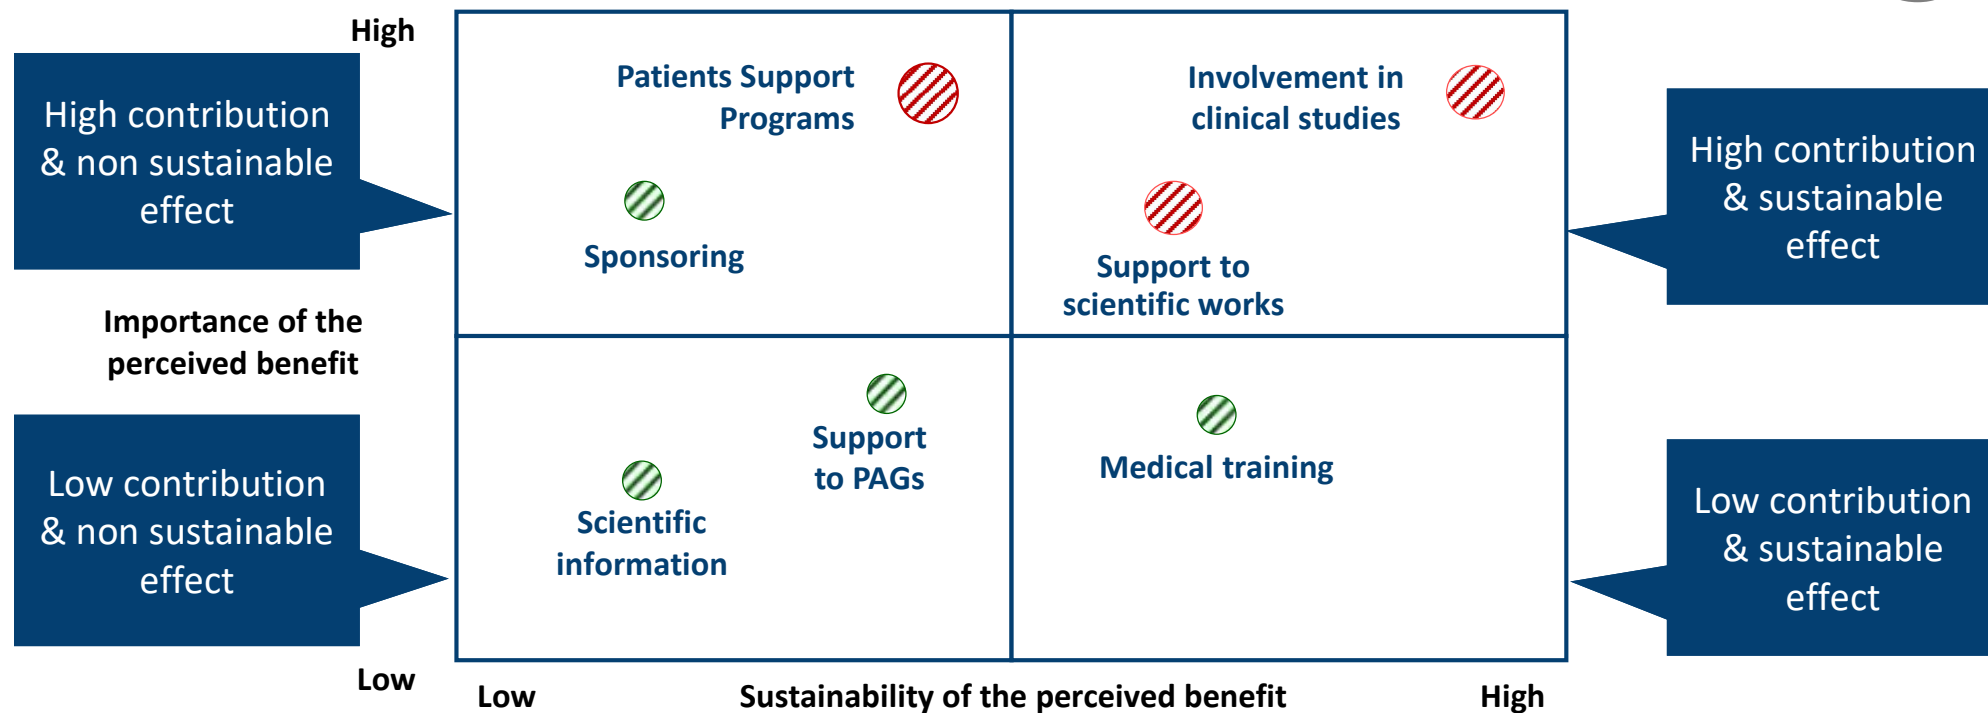 High
High contribution
& non sustainable
effect
Patients Support
Programs
Involvement in
clinical studies
High contribution
& sustainable
effect
Sponsoring
Support to
scientific works
Importance of the
perceived benefit
Low contribution
& non sustainable
effect
Support
to PAGs
Medical training
Scientific
information
Low contribution
& sustainable
effect
Low
Low
Sustainability of the perceived benefit
High